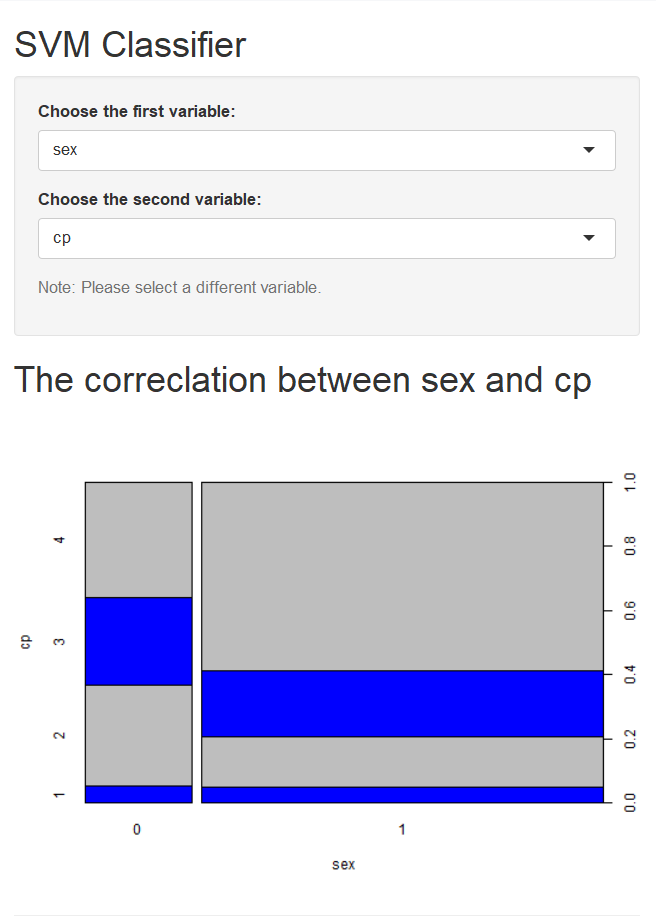 SVM Classifier
Choose the first variable:
sex
Choose the second variable:
cp
Note: Please select a different variable.
The correclation between sex and cp
cp
4
3
2
1
1.0
0.8
0.6
0.4
0.2
0.0
0 1
sex